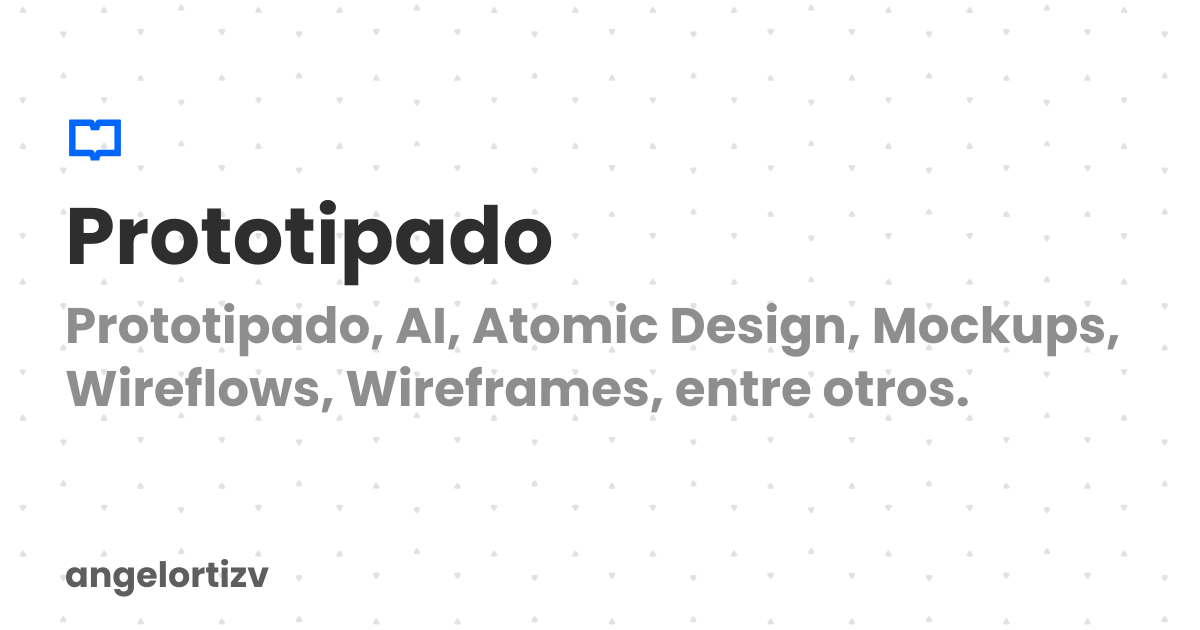 Prototipado
Prototipado, AI, Atomic Design, Mockups,
Wireflows, Wireframes, entre otros.
angelortizv